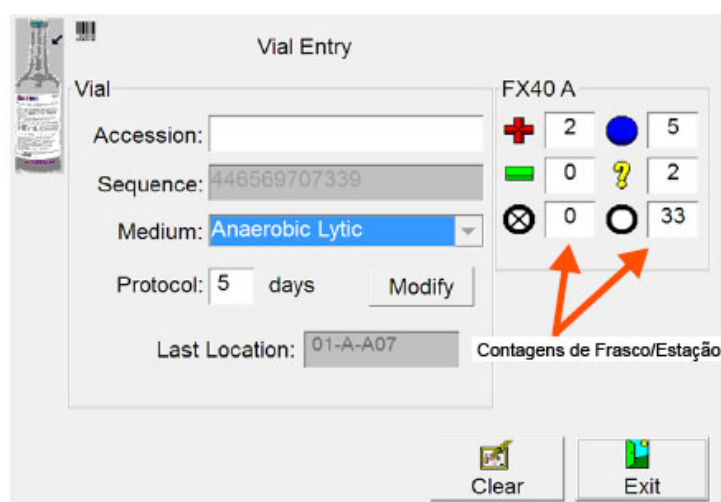 Vial Entry
Vial
Accession:
Sequence: 446569707339
Medium: Anaerobic Lytic
Protocol: 5 days Modify
Last Location: 01-A-A07
FX40 A
2 5
0 ? 2
0 33
Contagens de Frasco/Estação
Clear Exit